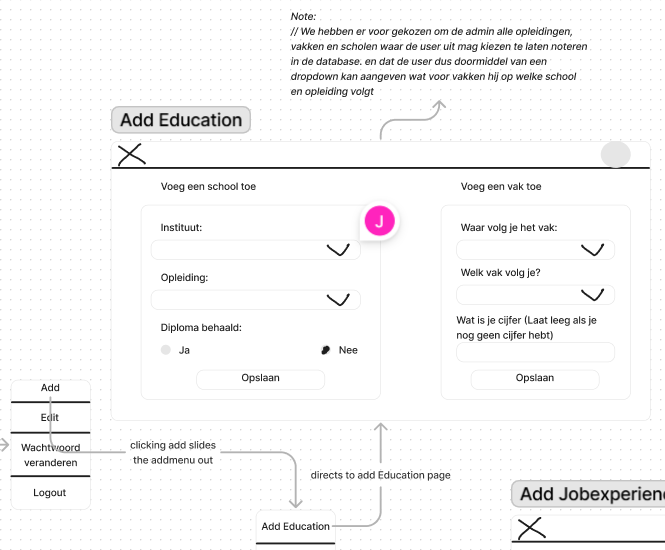 Note:
// We hebben er voor gekozen om de admin alle opleidingen,
vakken en scholen waar de user uit mag kiezen te laten noteren
in de database. en dat de user dus doormiddel van een
dropdown kan aangeven wat voor vakken hij op welke school
en opleiding volgt
Add Education
Voeg een school toe
Instituut:
J
Opleiding:
Diploma behaald:
Ja
Nee
Opslaan
Voeg een vak toe
Waar volg je het vak:
Welk vak volg je?
Wat is je cijfer (Laat leeg als je
nog geen cijfer hebt)
Opslaan
Add
Edit
Wachtwoord
veranderen
Logout
clicking add slides
the addmenu out
directs to add Education page
Add Education
Add Jobexperien